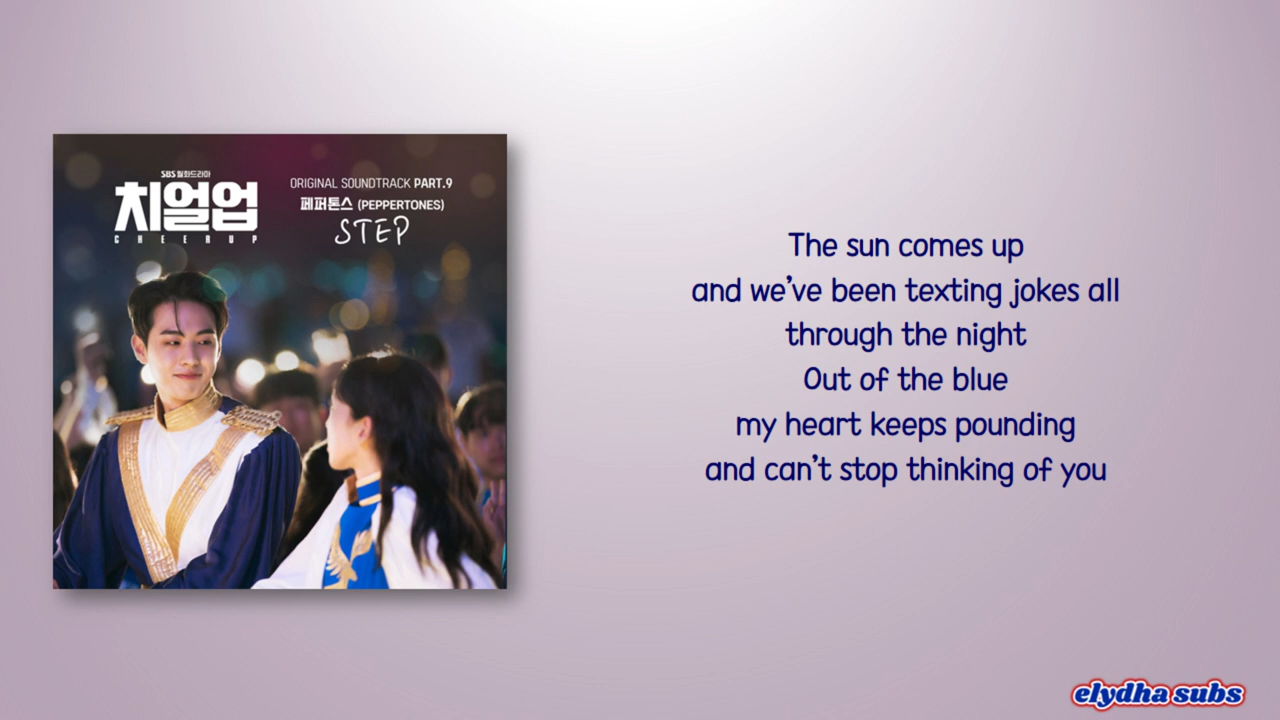 SBS 월화드라마
치얼업
CHEERUP
ORIGINAL SOUNDTRACK PART.9
페퍼톤스 (PEPPERTONES)
STEP
The sun comes up
and we’ve been texting jokes all
through the night
Out of the blue
my heart keeps pounding
and can’t stop thinking of you
elydha subs